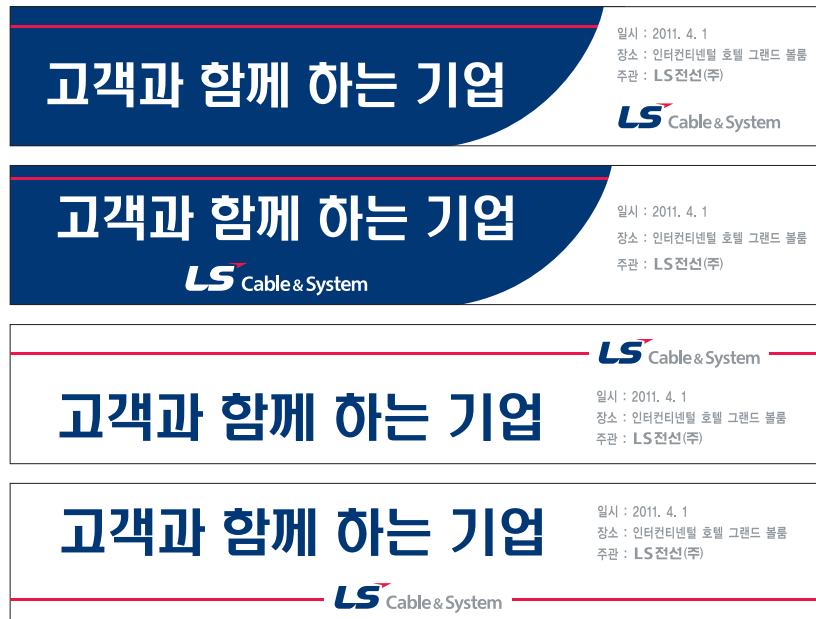 고객과 함께 하는 기업
일시 : 2011. 4. 1
장소 : 인터컨티넨털 호텔 그랜드 볼룸
주관 : LS전선(주)
LS Cable & System
고객과 함께 하는 기업
LS Cable & System
일시 : 2011. 4. 1
장소 : 인터컨티넨털 호텔 그랜드 볼룸
주관 : LS전선(주)
LS Cable & System
고객과 함께 하는 기업
일시 : 2011. 4. 1
장소 : 인터컨티넨털 호텔 그랜드 볼룸
주관 : LS전선(주)
고객과 함께 하는 기업
일시 : 2011. 4. 1
장소 : 인터컨티넨털 호텔 그랜드 볼룸
주관 : LS전선(주)
LS Cable & System